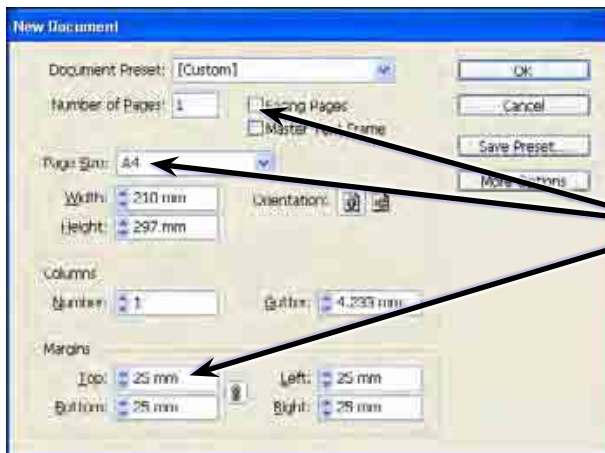 New Document
Document Preset: [Custom]
OK
Number of Pages: 1
Facing Pages
Cancel
Master Text Frame
Save Preset...
Page Size: A4
More Options
Width: 210 mm
Orientation:
Height: 297 mm
Columns
Number: 1
Gutter: 4.233 mm
Margins
Top: 25 mm
Left: 25 mm
Bottom: 25 mm
Right: 25 mm